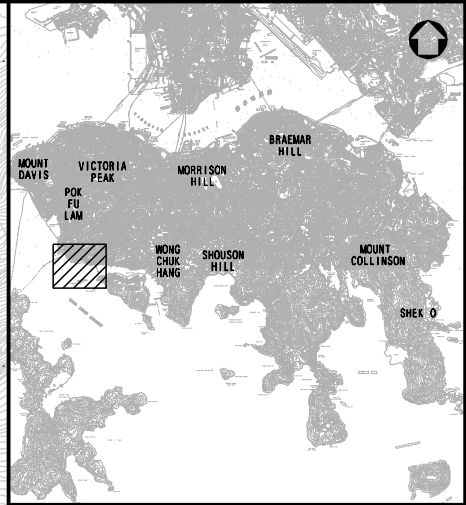 BRAEMAR
HILL
MOUNT
DAVIS
VICTORIA
PEAK
MORRISON
HILL
POK
FU
LAM
WONG
CHUK
HANG
SHOUSON
HILL
MOUNT
COLLINSON
SHEK O